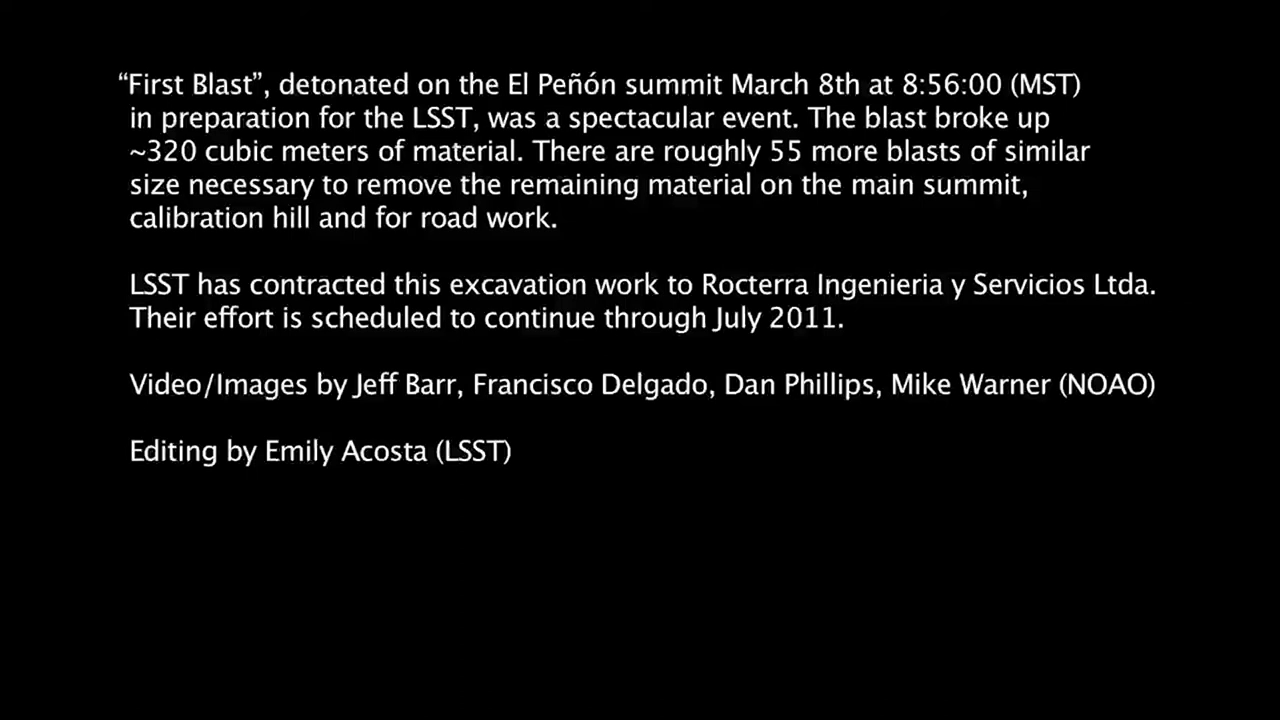 “First Blast”, detonated on the El Peñón summit March 8th at 8:56:00 (MST)
in preparation for the LSST, was a spectacular event. The blast broke up
~320 cubic meters of material. There are roughly 55 more blasts of similar
size necessary to remove the remaining material on the main summit,
calibration hill and for road work.
LSST has contracted this excavation work to Rocterra Ingenieria y Servicios Ltda.
Their effort is scheduled to continue through July 2011.
Video/Images by Jeff Barr, Francisco Delgado, Dan Phillips, Mike Warner (NOAO)
Editing by Emily Acosta (LSST)